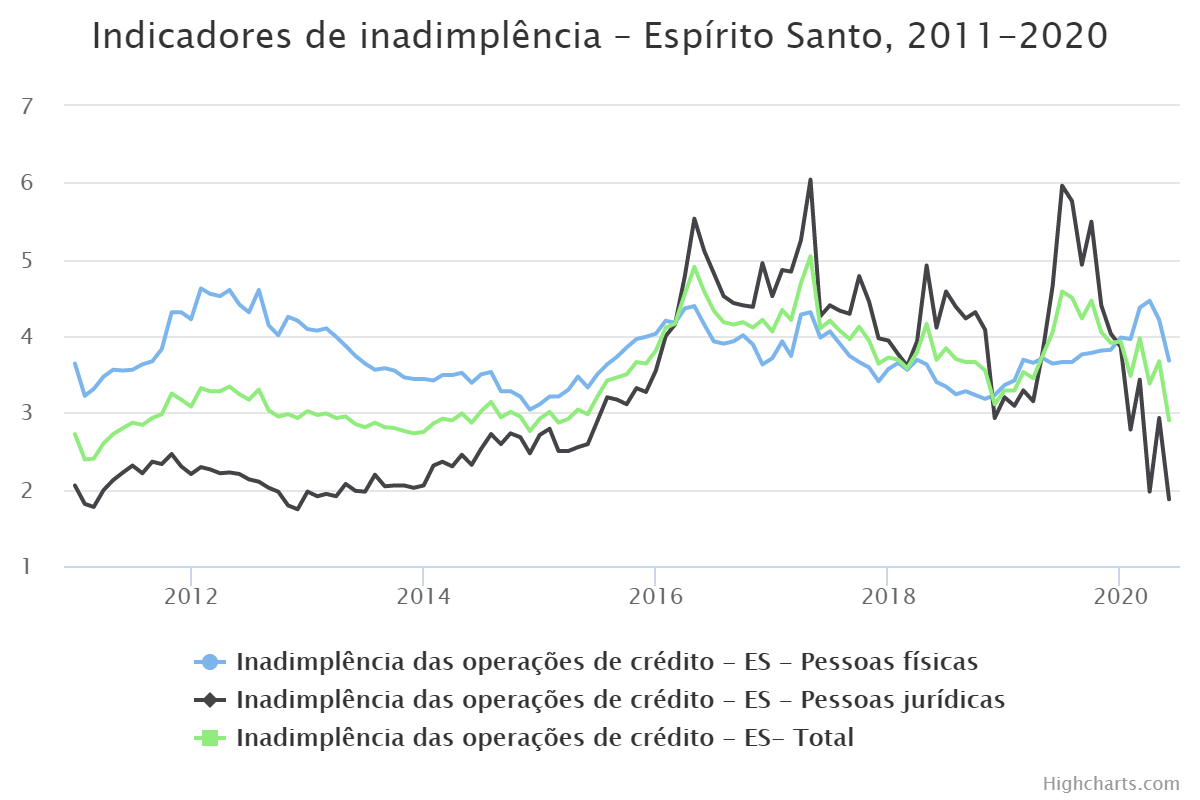 Indicadores de inadimplência – Espírito Santo, 2011–2020
7
6
5
4
3
2
1
2012 2014 2016 2018 2020
Inadimplência das operações de crédito – ES – Pessoas físicas
Inadimplência das operações de crédito – ES – Pessoas jurídicas
Inadimplência das operações de crédito – ES– Total
Highcharts.com